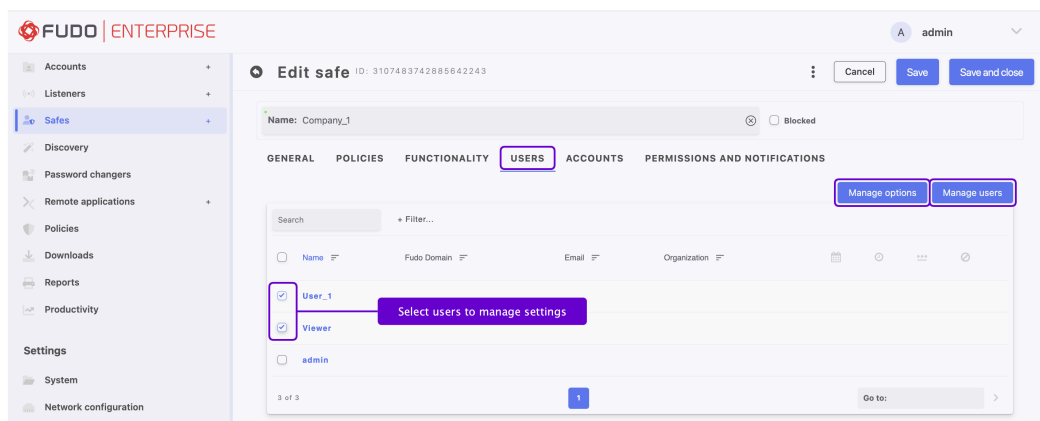 FUDO ENTERPRISE
A admin
Accounts +
Listeners +
Safes +
Discovery
Password changers
Remote applications +
Policies
Downloads
Reports
Productivity
Settings
System
Network configuration
Edit safe ID: 3107483742885642243
Cancel Save Save and close
Name: Company_1
Blocked
GENERAL POLICIES FUNCTIONALITY USERS ACCOUNTS PERMISSIONS AND NOTIFICATIONS
Manage options Manage users
Search + Filter...
Name Fudo Domain Email Organization
User_1
Select users to manage settings
Viewer
admin
3 of 3 1 Go to: